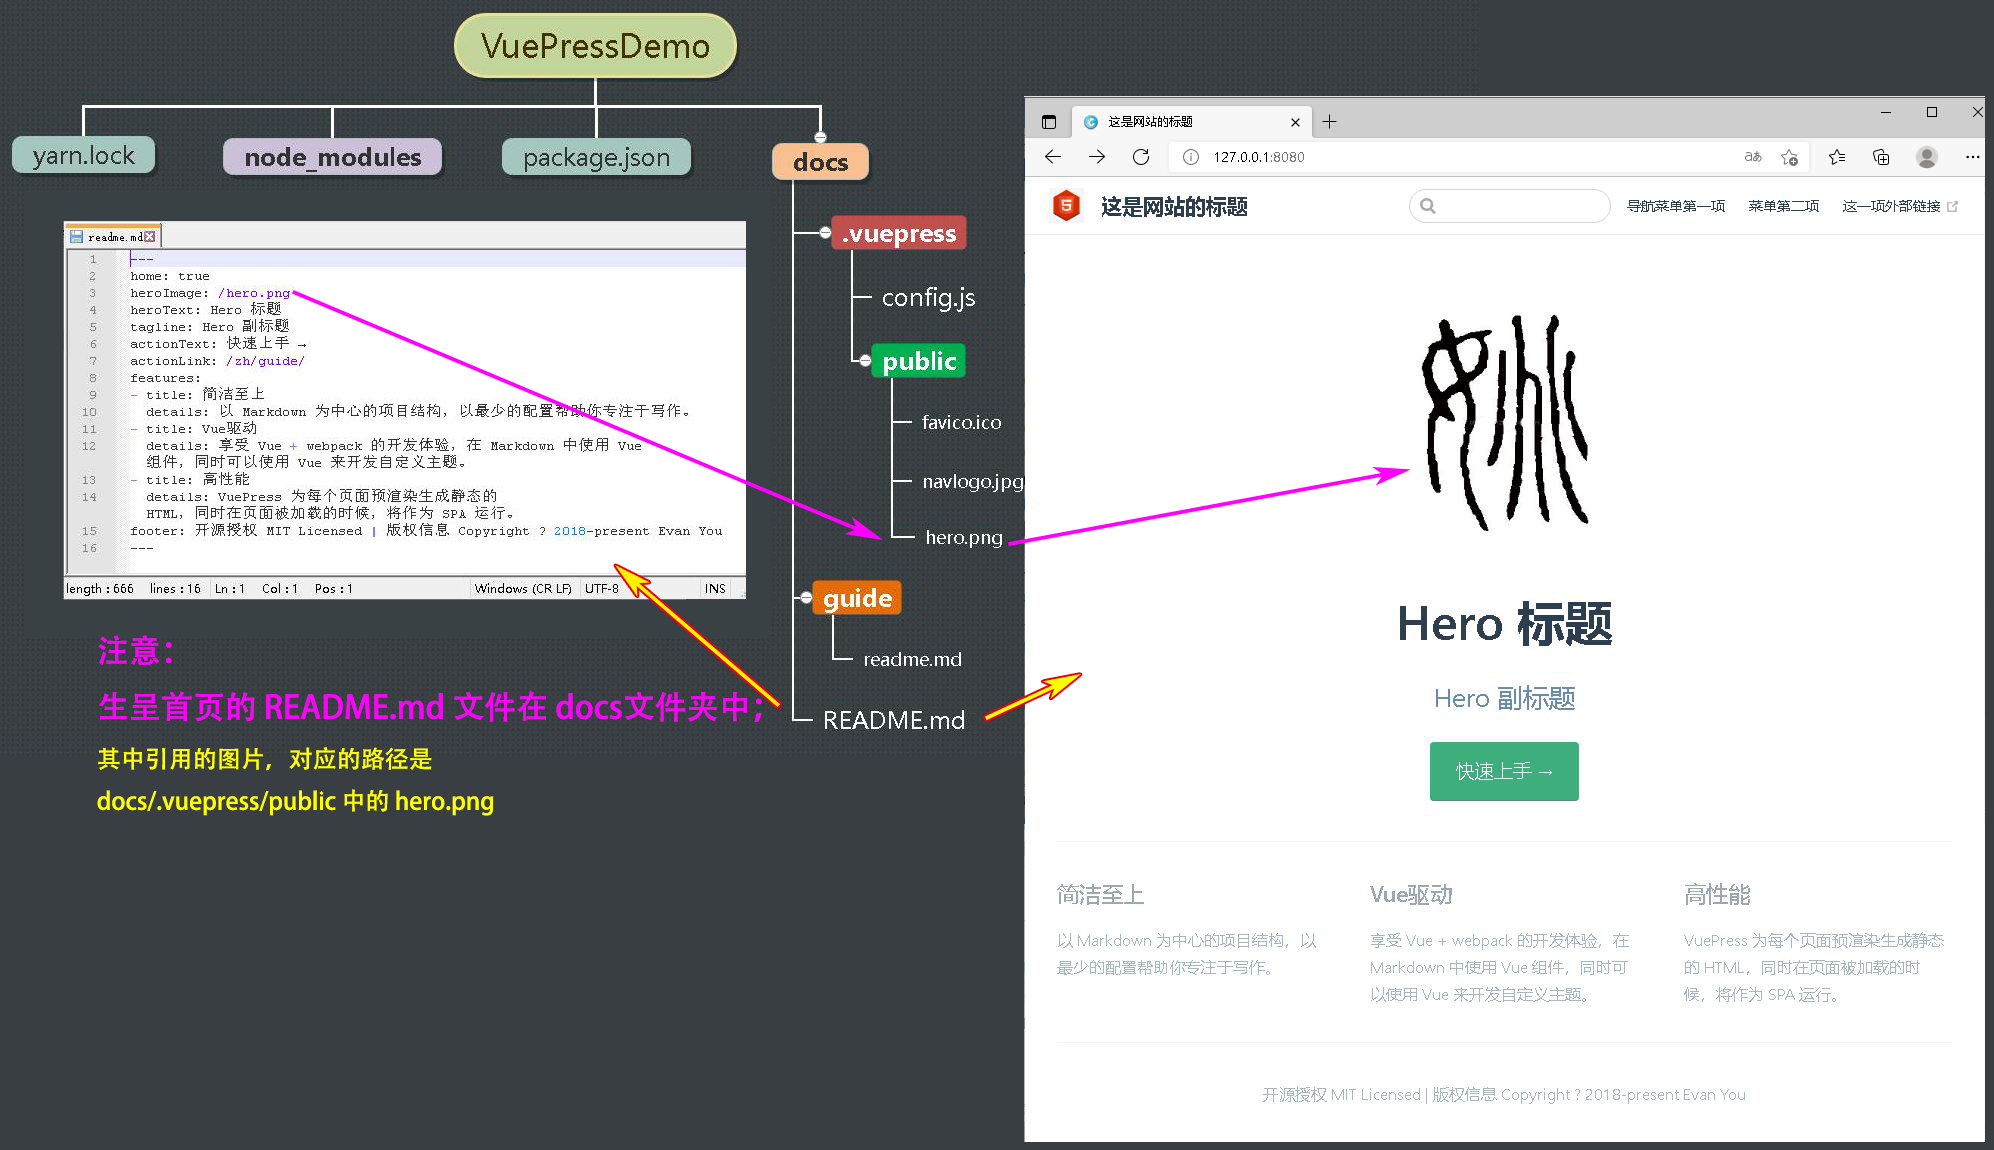 VuePressDemo
yarn.lock
node_modules
package.json
docs
.vuepress
config.js
public
favico.ico
navlogo.jpg
hero.png
guide
readme.md
README.md
readme.md
1 ---
2 home: true
3 heroImage: /hero.png
4 heroText: Hero 标题
5 tagline: Hero 副标题
6 actionText: 快速上手 →
7 actionLink: /zh/guide/
8 features:
9 - title: 简洁至上
10 details: 以 Markdown 为中心的项目结构，以最少的配置帮助你专注于写作。
11 - title: Vue驱动
12 details: 享受 Vue + webpack 的开发体验，在 Markdown 中使用 Vue
组件，同时可以使用 Vue 来开发自定义主题。
13 - title: 高性能
14 details: VuePress 为每个页面预渲染生成静态的
HTML，同时在页面被加载的时候，将作为 SPA 运行。
15 footer: 开源授权 MIT Licensed | 版权信息 Copyright ? 2018-present Evan You
16 ---
length : 666 lines : 16 Ln : 1 Col : 1 Pos : 1 Windows (CR LF) UTF-8 INS
注意：
生呈首页的 README.md 文件在 docs文件夹中；
其中引用的图片，对应的路径是
docs/.vuepress/public 中的 hero.png
这是网站的标题
127.0.0.1:8080
aあ
5
这是网站的标题
导航菜单第一项 菜单第二项 这一项外部链接
Hero 标题
Hero 副标题
快速上手 →
简洁至上
以 Markdown 为中心的项目结构，以
最少的配置帮助你专注于写作。
Vue驱动
享受 Vue + webpack 的开发体验，在
Markdown 中使用 Vue 组件，同时可
以使用 Vue 来开发自定义主题。
高性能
VuePress 为每个页面预渲染生成静态
的 HTML，同时在页面被加载的时
候，将作为 SPA 运行。
开源授权 MIT Licensed | 版权信息 Copyright ? 2018-present Evan You